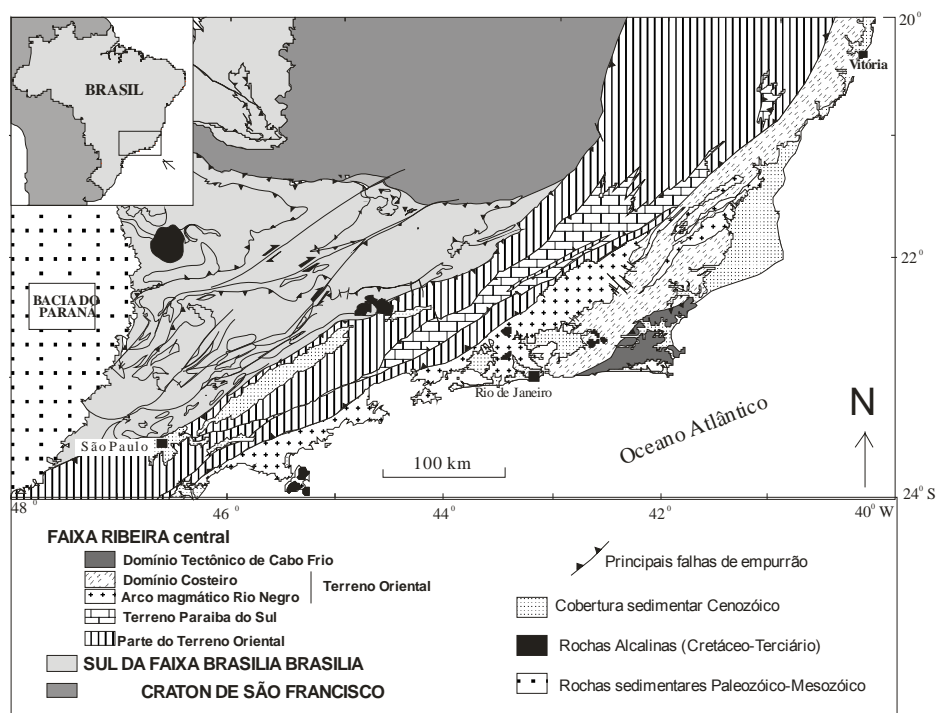 BRASIL
20°
Vitória
22°
BACIA DO
PARANA
Rio de Janeiro
São Paulo
Oceano Atlântico
N
100 km
48°
46°
44°
42°
40° W
24° S
FAIXA RIBEIRA central
Domínio Tectônico de Cabo Frio
Domínio Costeiro
Arco magmático Rio Negro
Terreno Oriental
Terreno Paraiba do Sul
Parte do Terreno Oriental
SUL DA FAIXA BRASILIA BRASILIA
CRATON DE SÃO FRANCISCO
Principais falhas de empurrão
Cobertura sedimentar Cenozóico
Rochas Alcalinas (Cretáceo-Terciário)
Rochas sedimentares Paleozóico-Mesozóico